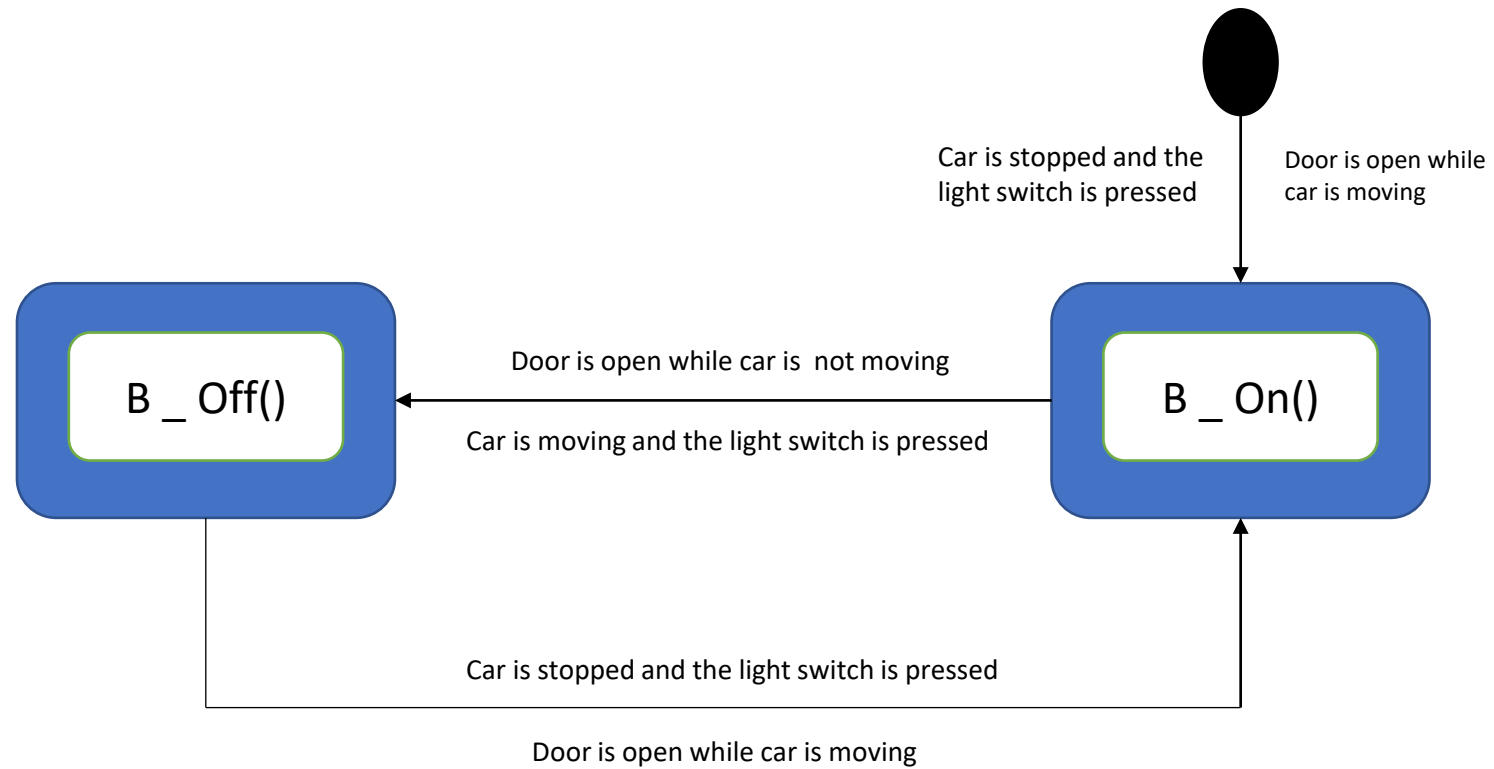 Car is stopped and the
light switch is pressed
Door is open while
car is moving
B _ Off()
Door is open while car is  not moving
Car is moving and the light switch is pressed
B _ On()
Car is stopped and the light switch is pressed
Door is open while car is moving